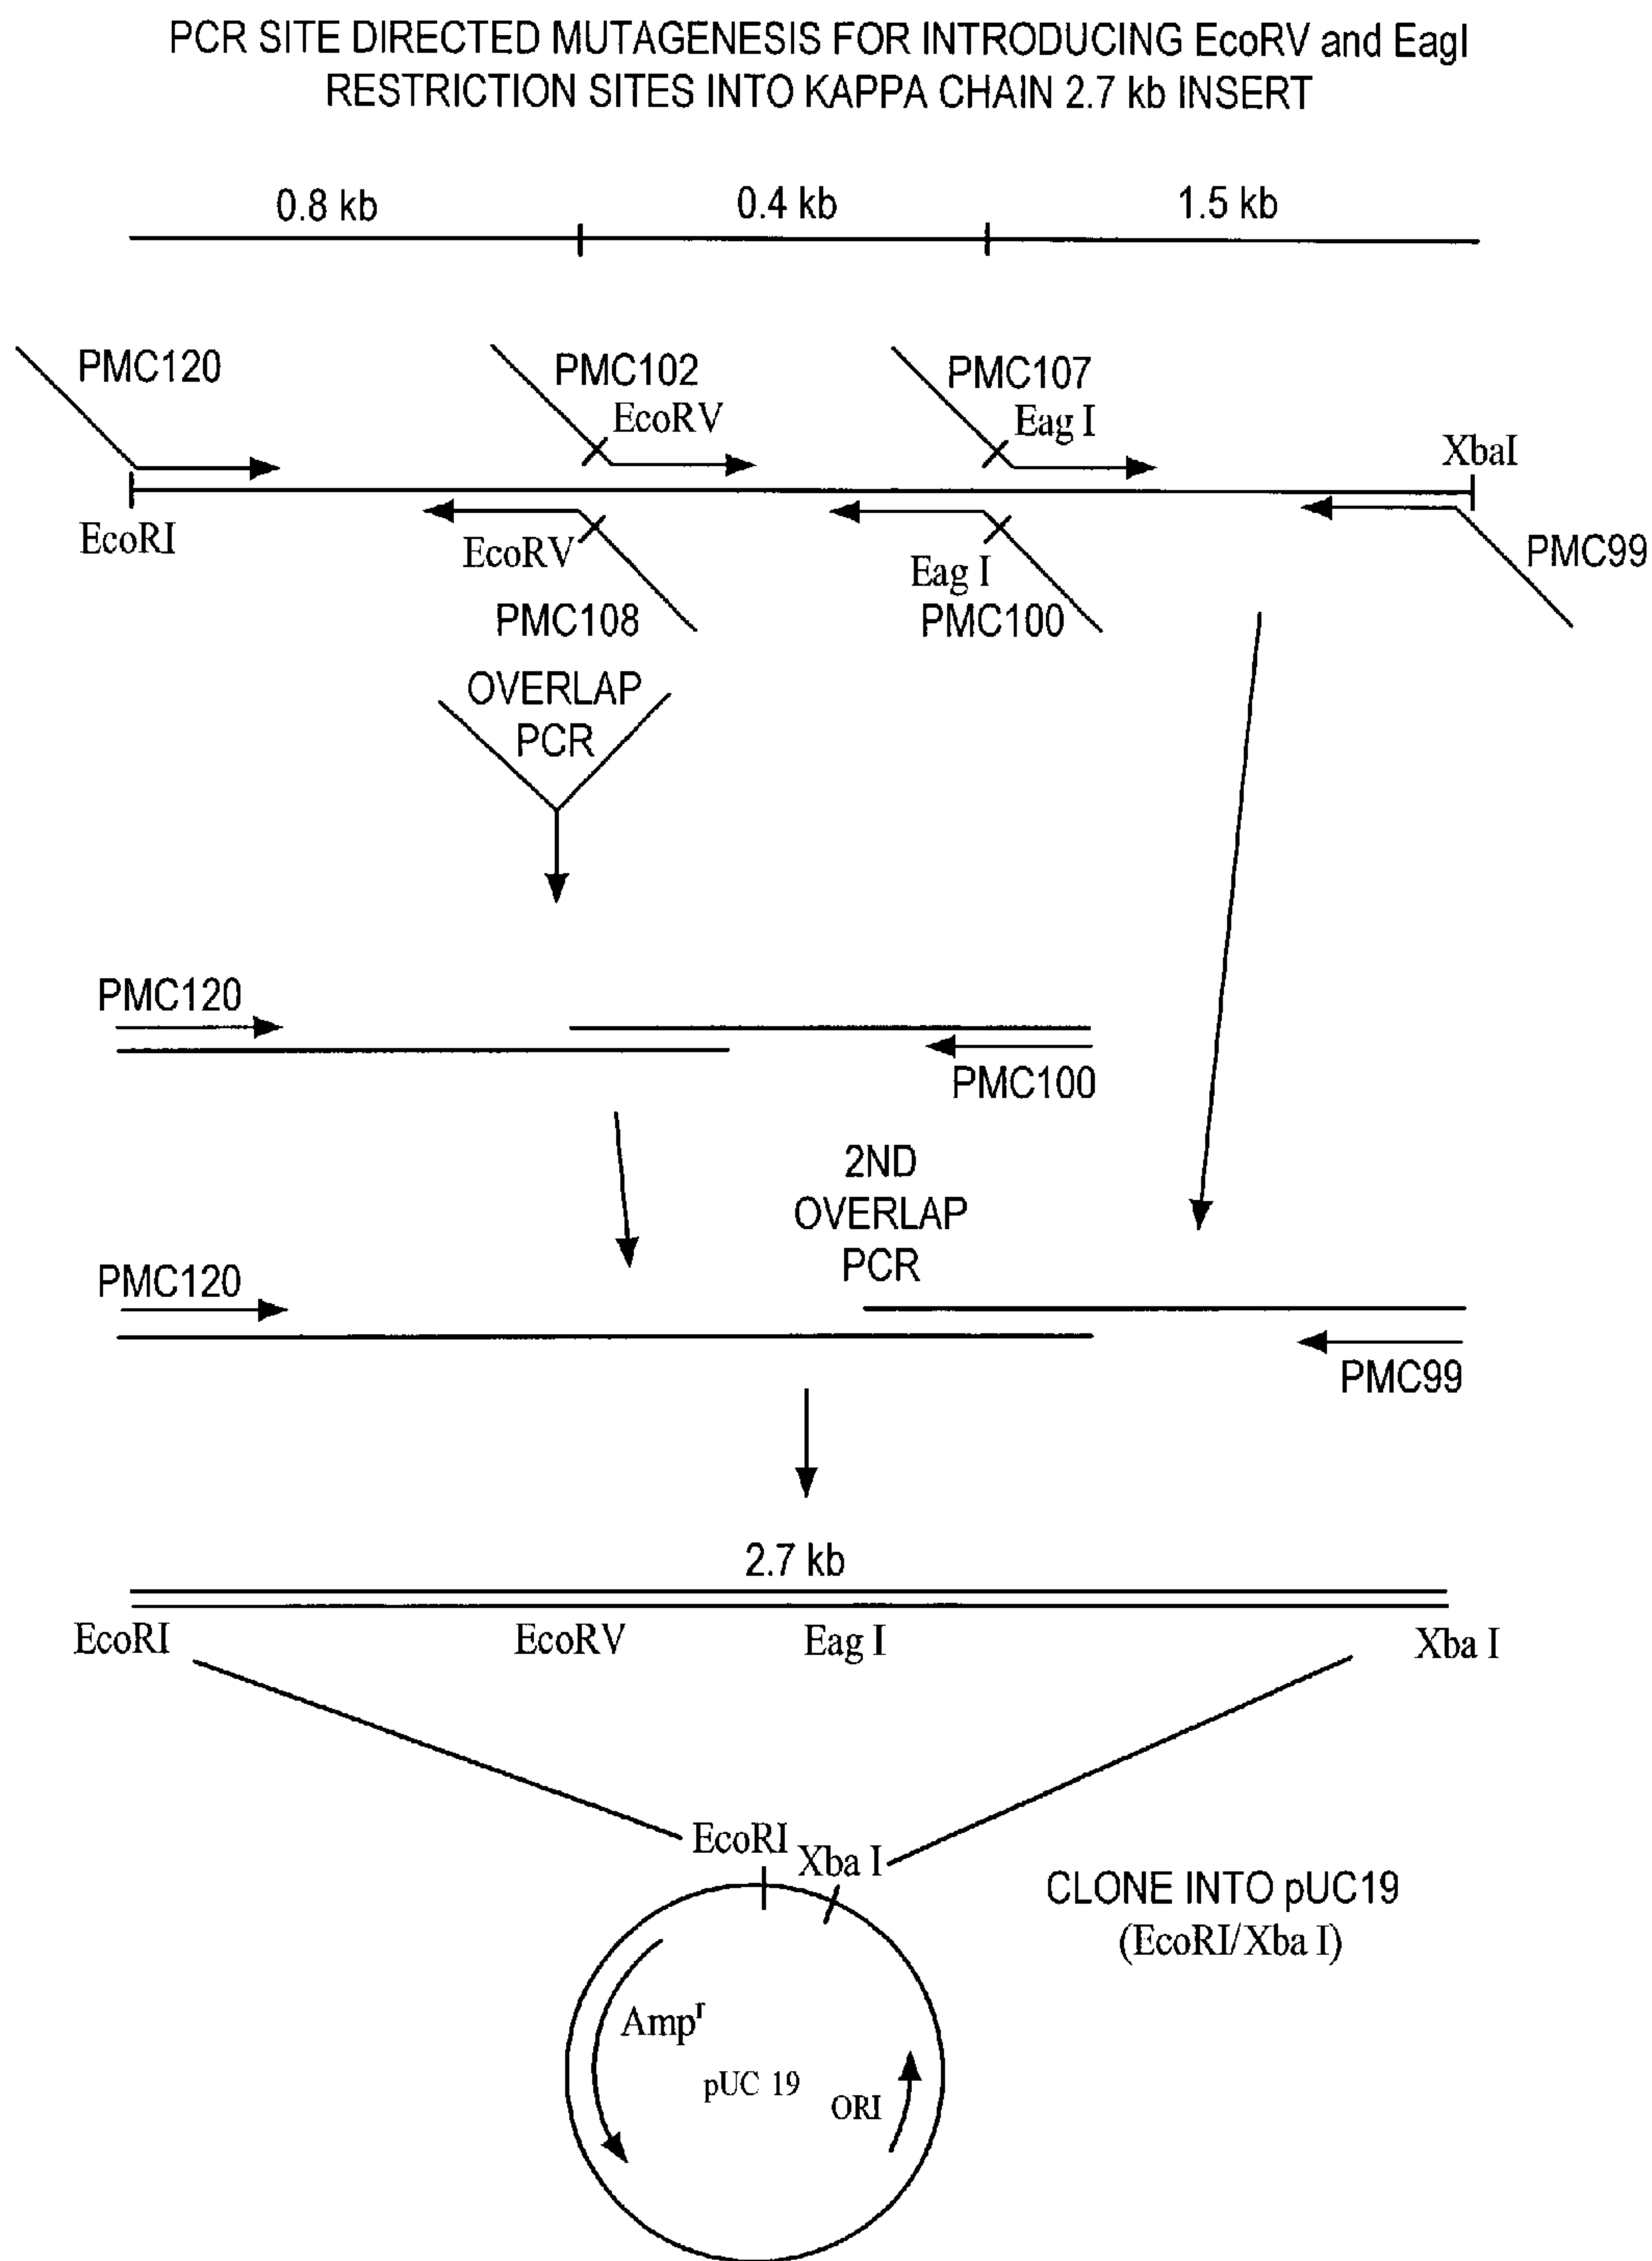 PCR SITE DIRECTED MUTAGENESIS FOR INTRODUCING EcoRV and EagI
RESTRICTION SITES INTO KAPPA CHAIN 2.7 kb INSERT
0.8 kb
0.4 kb
1.5 kb
PMC120
PMC102
EcoRV
PMC107
Eag I
XbaI
EcoRI
EcoRV
PMC108
Eag I
PMC100
PMC99
OVERLAP
PCR
PMC120
PMC100
2ND
OVERLAP
PCR
PMC120
PMC99
2.7 kb
EcoRI
EcoRV
Eag I
Xba I
EcoRI
Xba I
CLONE INTO pUC19
(EcoRI/Xba I)
Ampʳ
pUC 19
ORI